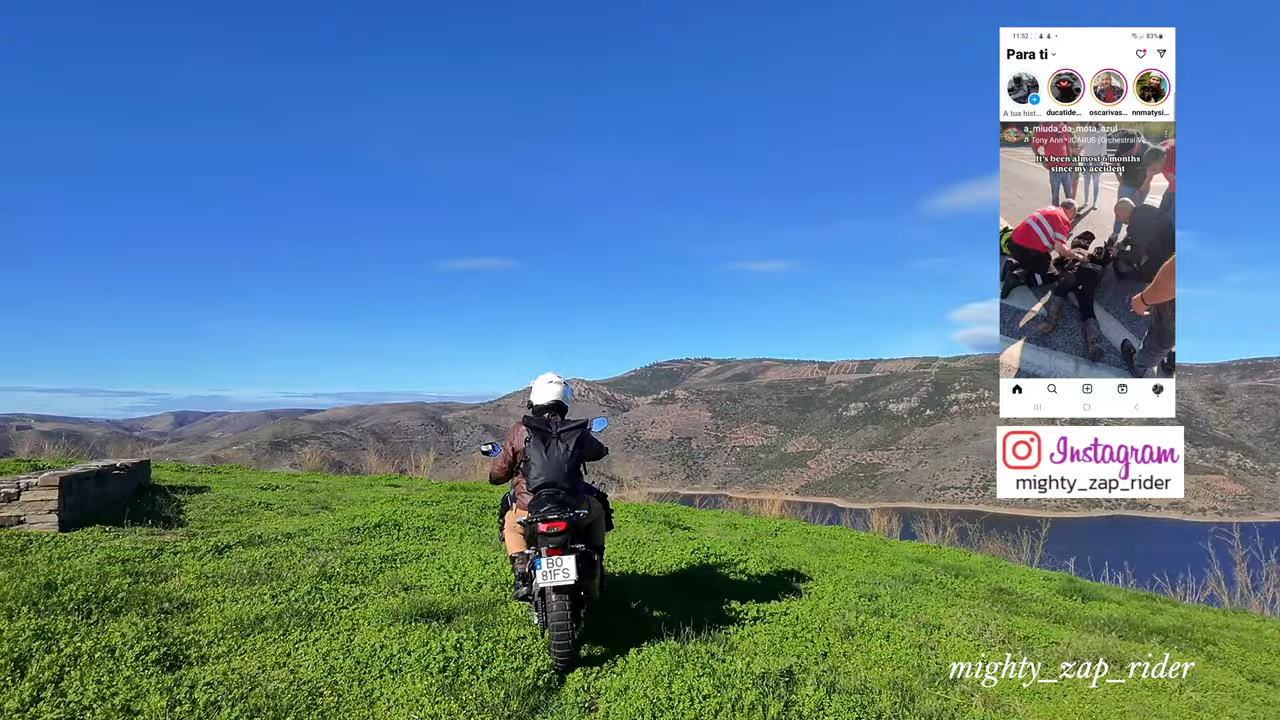 11:52
83%
Para ti
A tua hist...
ducatide...
oscarivas...
nnmatysi...
a_miuda_da_mota_azul
Tony Ann • ICARUS (Orchestral V
It's been almost 6 months
since my accident
Instagram
mighty_zap_rider
BO
81FS
mighty_zap_rider